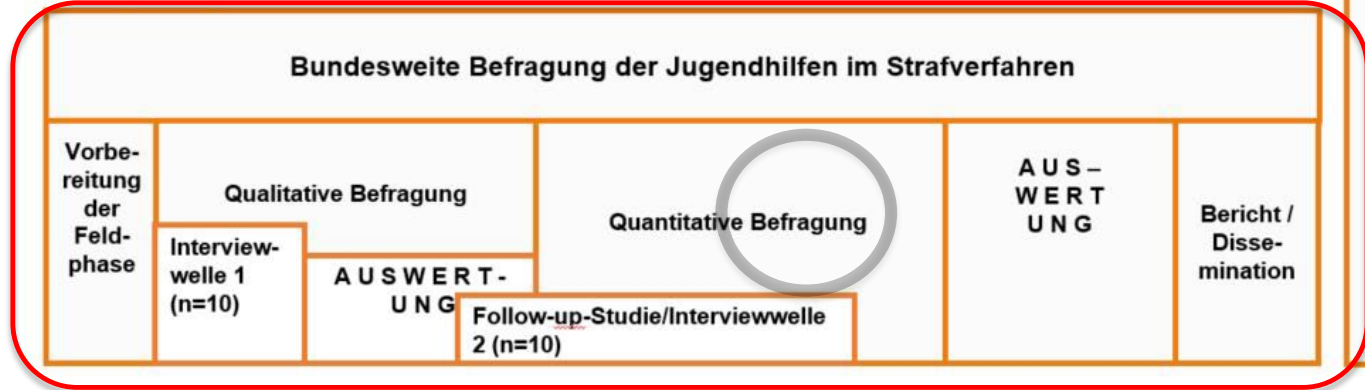 Bundesweite Befragung der Jugendhilfen im Strafverfahren
Vorbe-
reitung
der
Feld-
phase
Qualitative Befragung
Interview-
welle 1
(n=10)
A U S W E R T -
U N G
Quantitative Befragung
Follow-up-Studie/Interviewwelle
2 (n=10)
A U S –
W E R T
U N G
Bericht /
Disse-
mination